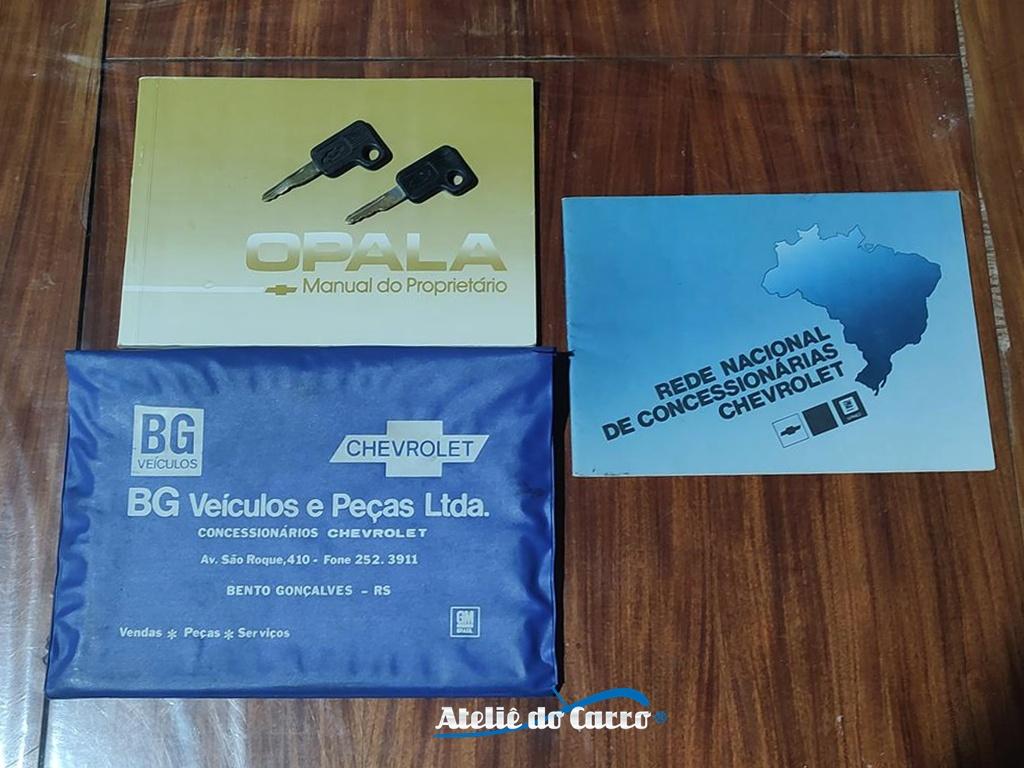 OPALA
Manual do Proprietário
REDE NACIONAL
DE CONCESSIONÁRIAS
CHEVROLET
BG
VEÍCULOS
CHEVROLET
BG Veículos e Peças Ltda.
CONCESSIONÁRIOS CHEVROLET
Av. São Roque,410 - Fone 252. 3911
BENTO GONÇALVES - RS
Vendas * Peças * Serviços
GM
BRASIL
Ateliê do Carro®